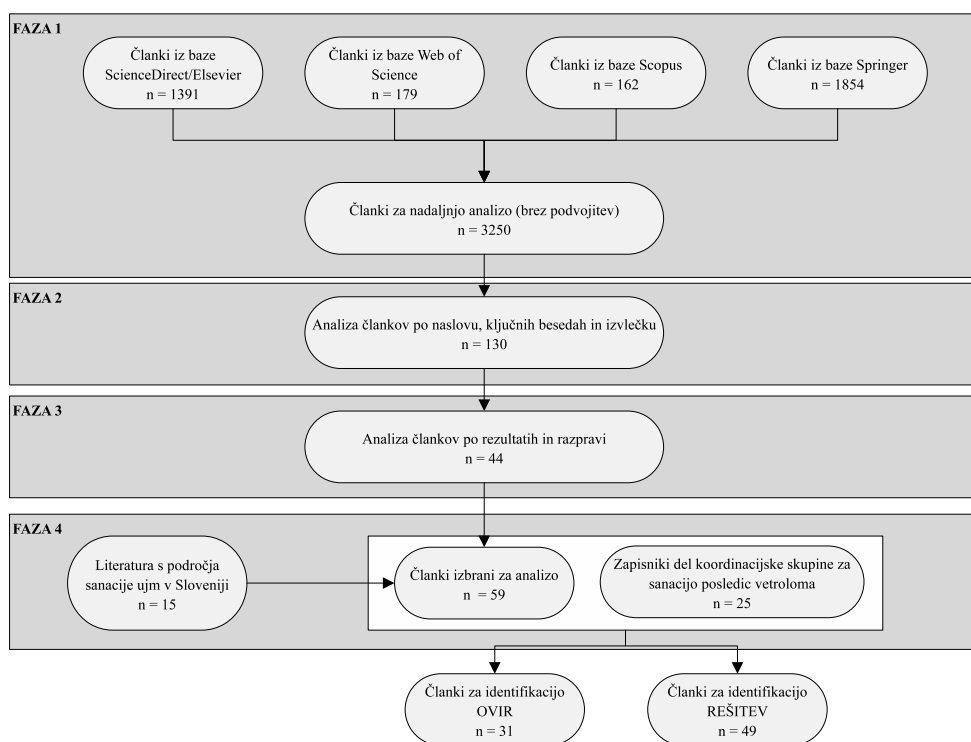 FAZA 1
Članki iz baze
ScienceDirect/Elsevier
n = 1391
Članki iz baze Web of
Science
n = 179
Članki iz baze Scopus
n = 162
Članki iz baze Springer
n = 1854
Članki za nadaljnjo analizo (brez podvojitev)
n = 3250
FAZA 2
Analiza člankov po naslovu, ključnih besedah in izvlečku
n = 130
FAZA 3
Analiza člankov po rezultatih in razpravi
n = 44
FAZA 4
Literatura s področja
sanacije ujm v Sloveniji
n = 15
Članki izbrani za analizo
n = 59
Zapisniki del koordinacijske skupine za
sanacijo posledic vetroloma
n = 25
Članki za identifikacijo
OVIR
n = 31
Članki za identifikacijo
REŠITEV
n = 49